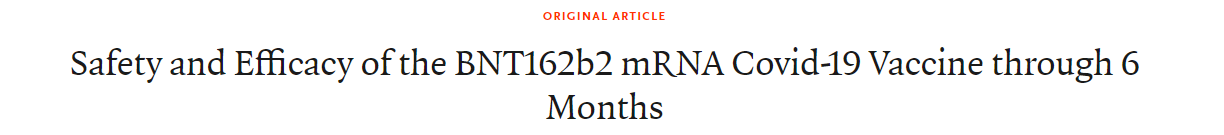 ORIGINAL ARTICLE
Safety and Efficacy of the BNT162b2 mRNA Covid-19 Vaccine through 6
Months